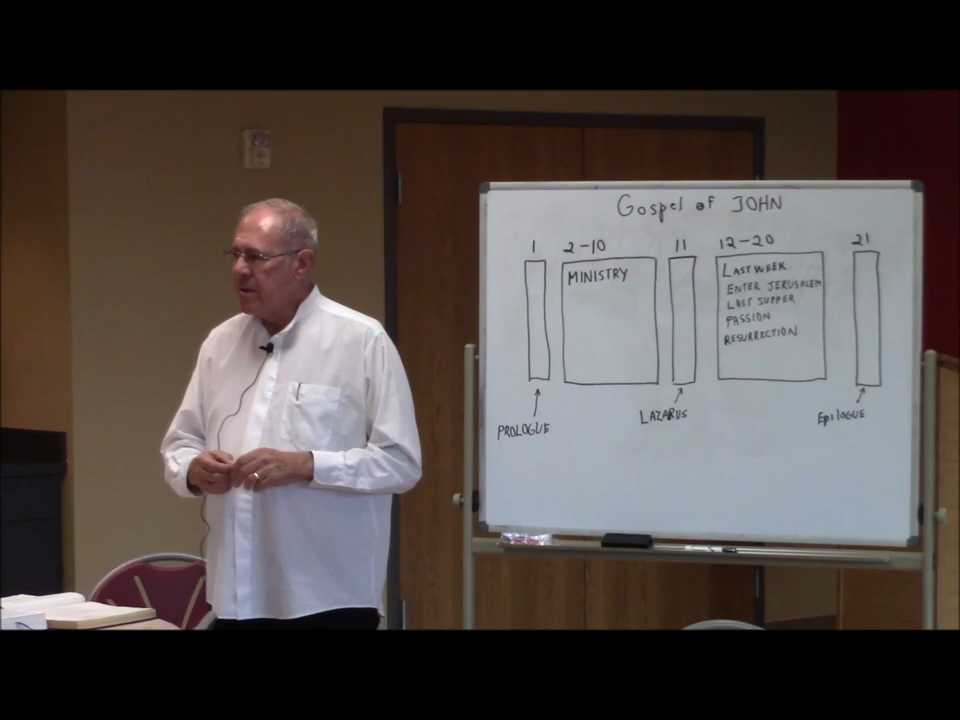 Gospel of JOHN
1
2-10
11
12-20
21
MINISTRY
LAST WEEK
ENTER JERUSALEM
LAST SUPPER
PASSION
RESURRECTION
PROLOGUE
LAZARUS
EpilOGUE